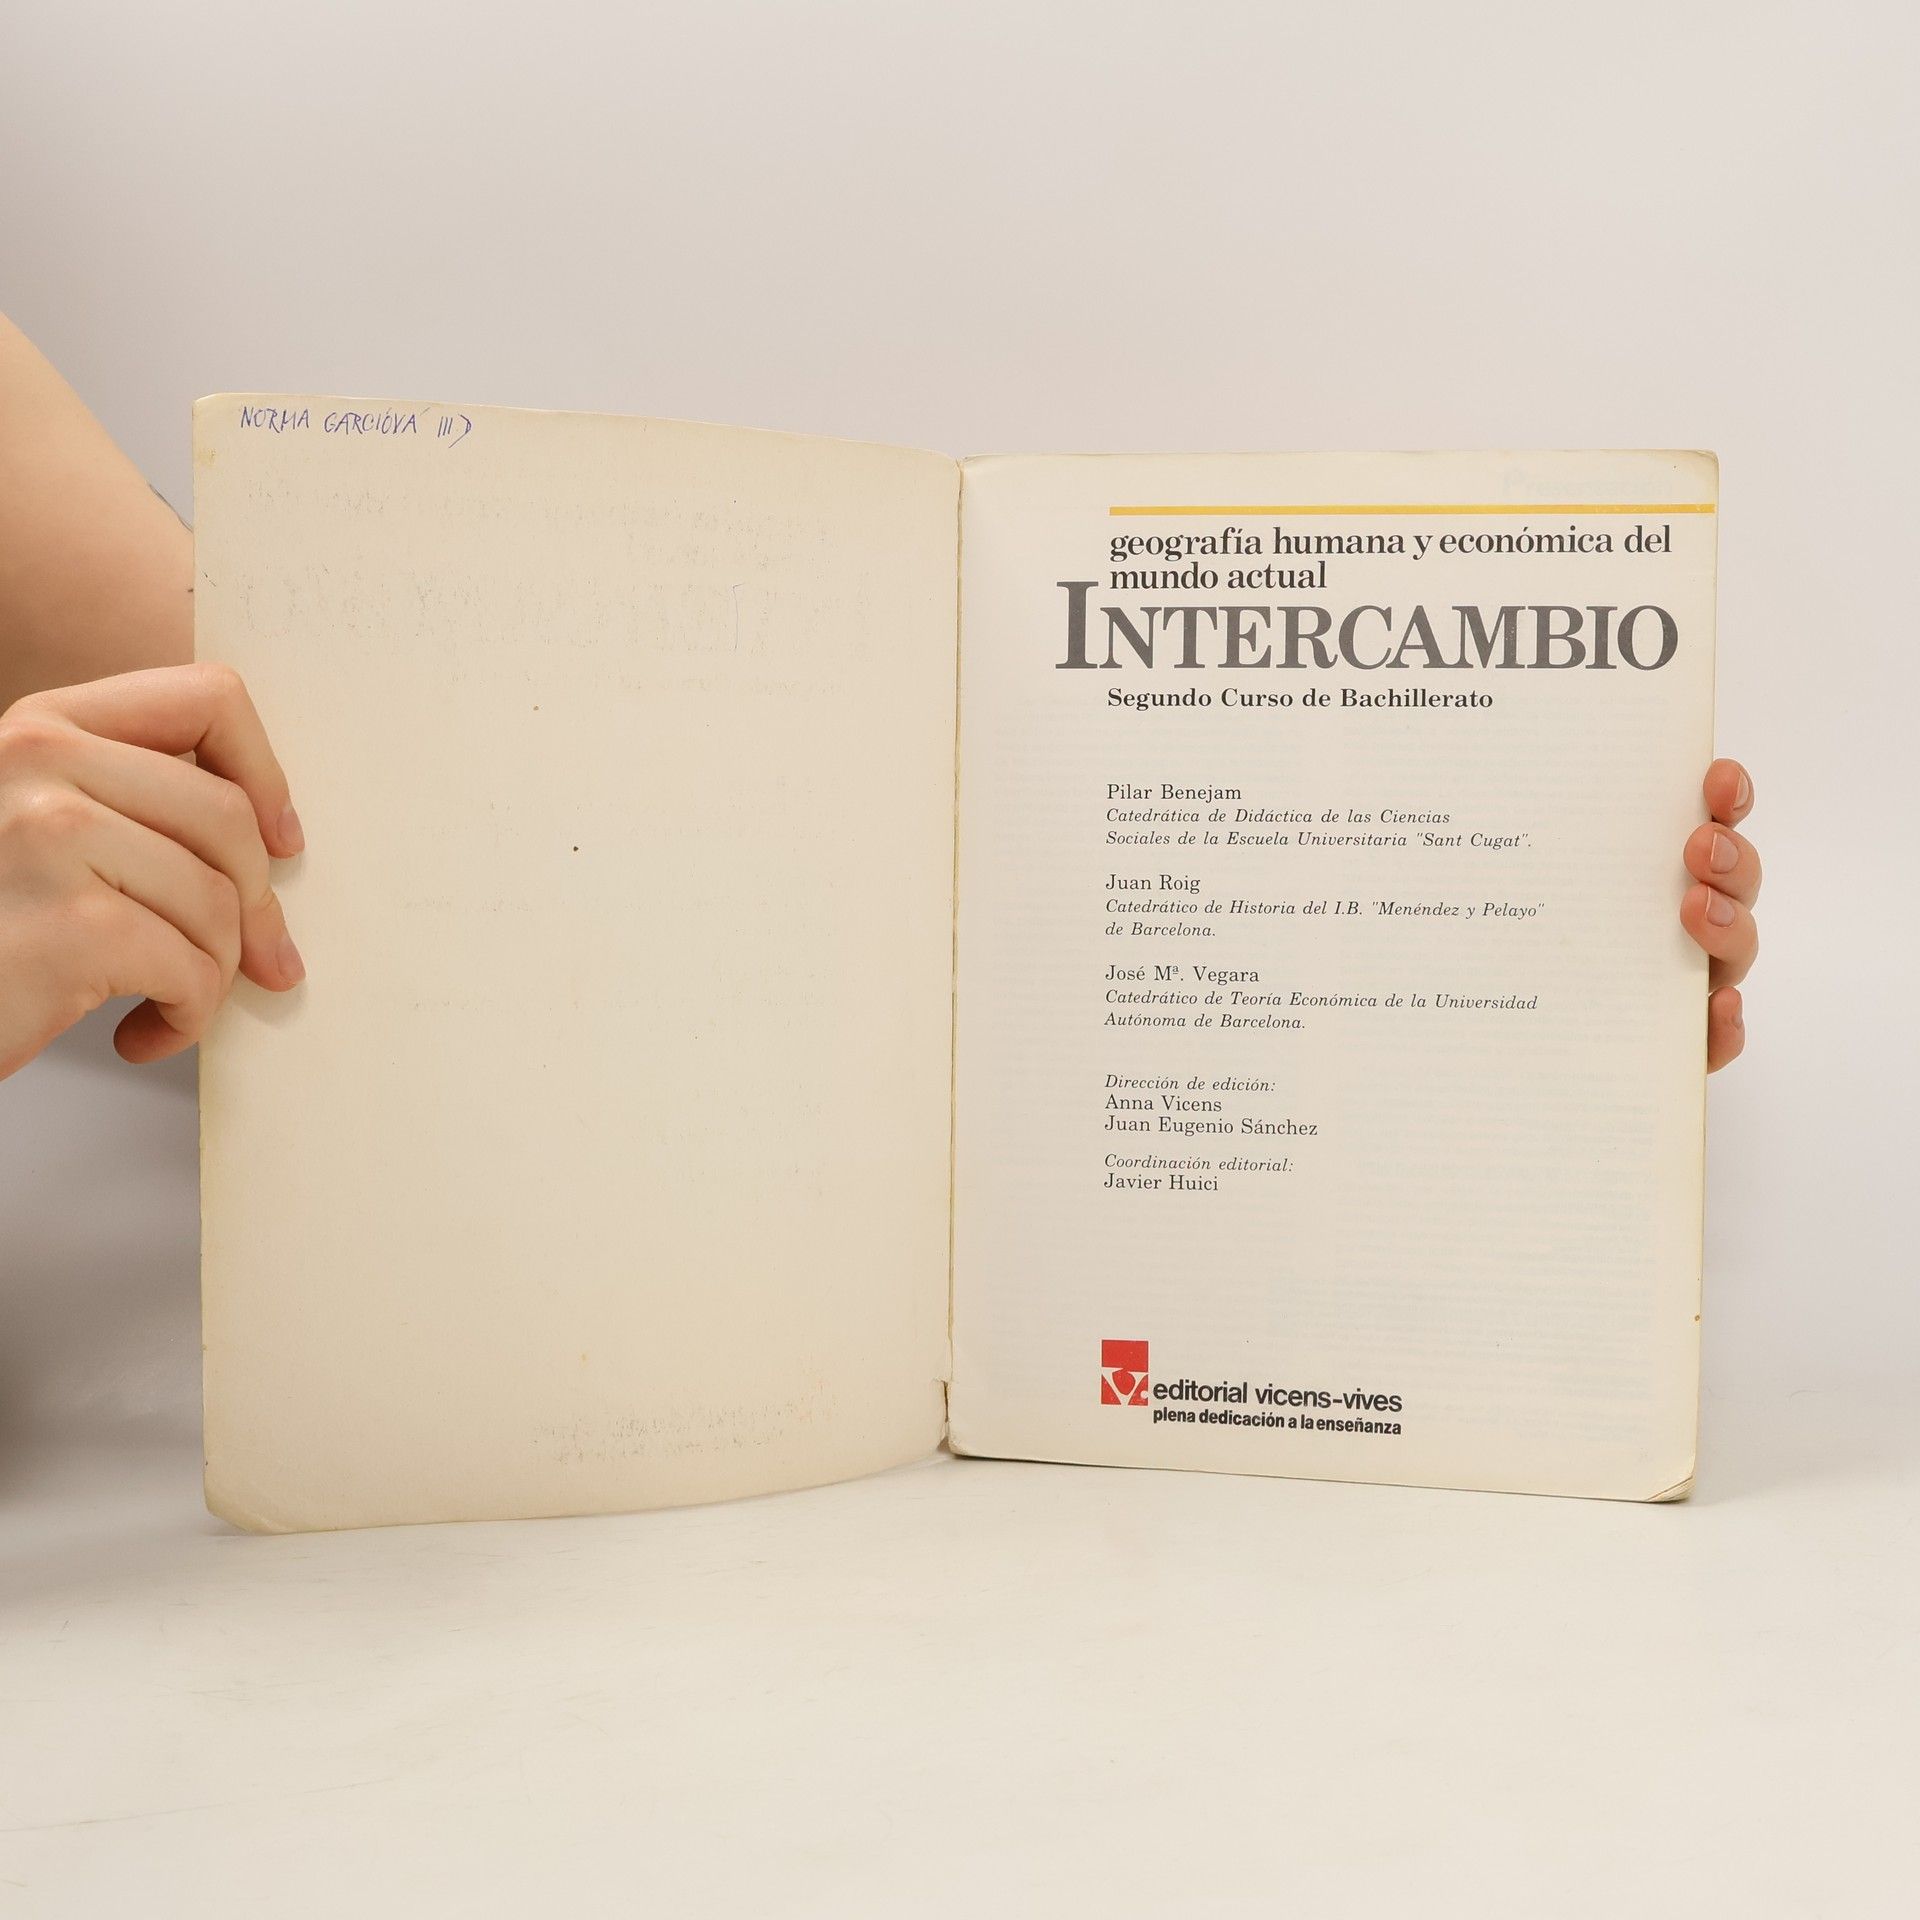 NORMA GARCIÓVÁ III D
geografía humana y económica del
mundo actual
INTERCAMBIO
Segundo Curso de Bachillerato
Pilar Benejam
Catedrática de Didáctica de las Ciencias
Sociales de la Escuela Universitaria "Sant Cugat".
Juan Roig
Catedrático de Historia del I.B. "Menéndez y Pelayo"
de Barcelona.
José Mª. Vegara
Catedrático de Teoría Económica de la Universidad
Autónoma de Barcelona.
Dirección de edición:
Anna Vicens
Juan Eugenio Sánchez
Coordinación editorial:
Javier Huici
editorial vicens-vives
plena dedicación a la enseñanza